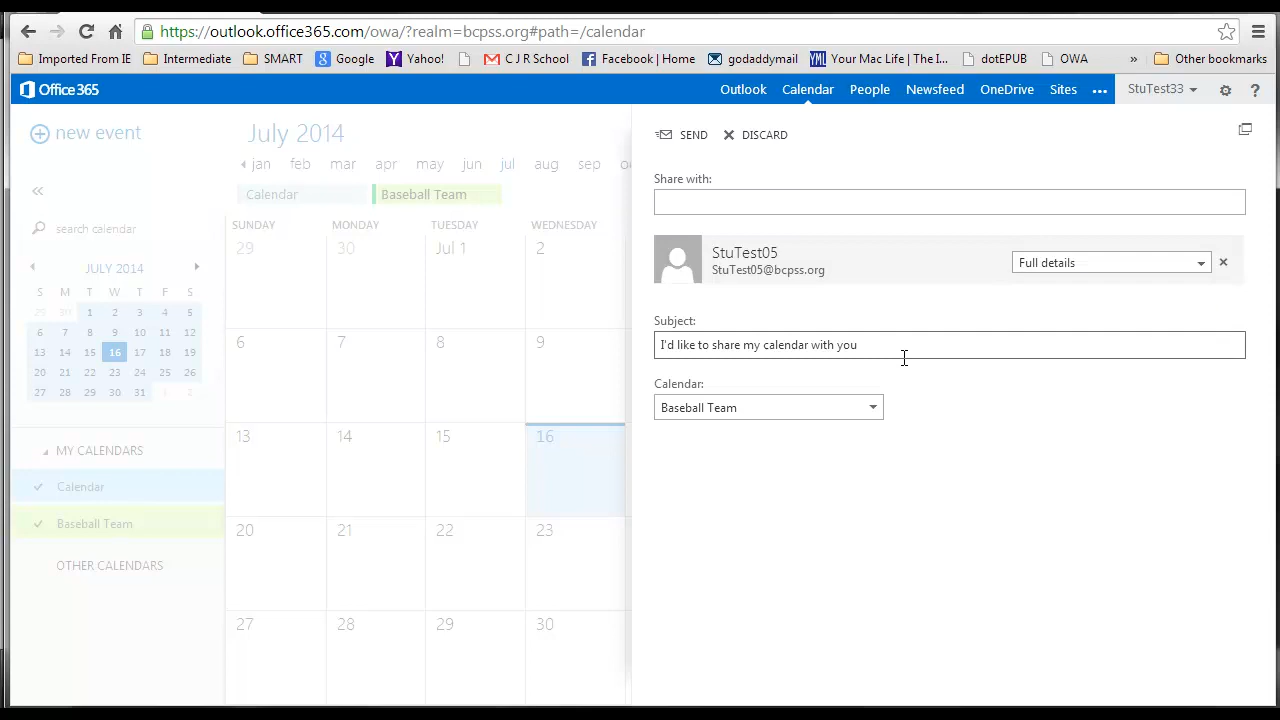 https://outlook.office365.com/owa/?realm=bcpss.org#path=/calendar
Imported From IE Intermediate SMART Google Yahoo! C J R School Facebook | Home godaddymail Your Mac Life | The I... dotEPUB OWA » Other bookmarks
Office 365 Outlook Calendar People Newsfeed OneDrive Sites ... StuTest33 ?
new event
«
search calendar
JULY 2014
S M T W T F S
29 30 1 2 3 4 5
6 7 8 9 10 11 12
13 14 15 16 17 18 19
20 21 22 23 24 25 26
27 28 29 30 31 1 2
MY CALENDARS
Calendar
Baseball Team
OTHER CALENDARS
July 2014
jan feb mar apr may jun jul aug sep
Calendar Baseball Team
SUNDAY MONDAY TUESDAY WEDNESDAY
29 30 Jul 1 2
6 7 8 9
13 14 15 16
20 21 22 23
27 28 29 30
SEND DISCARD
Share with:
StuTest05
StuTest05@bcpss.org
Full details
Subject:
I'd like to share my calendar with you
Calendar:
Baseball Team